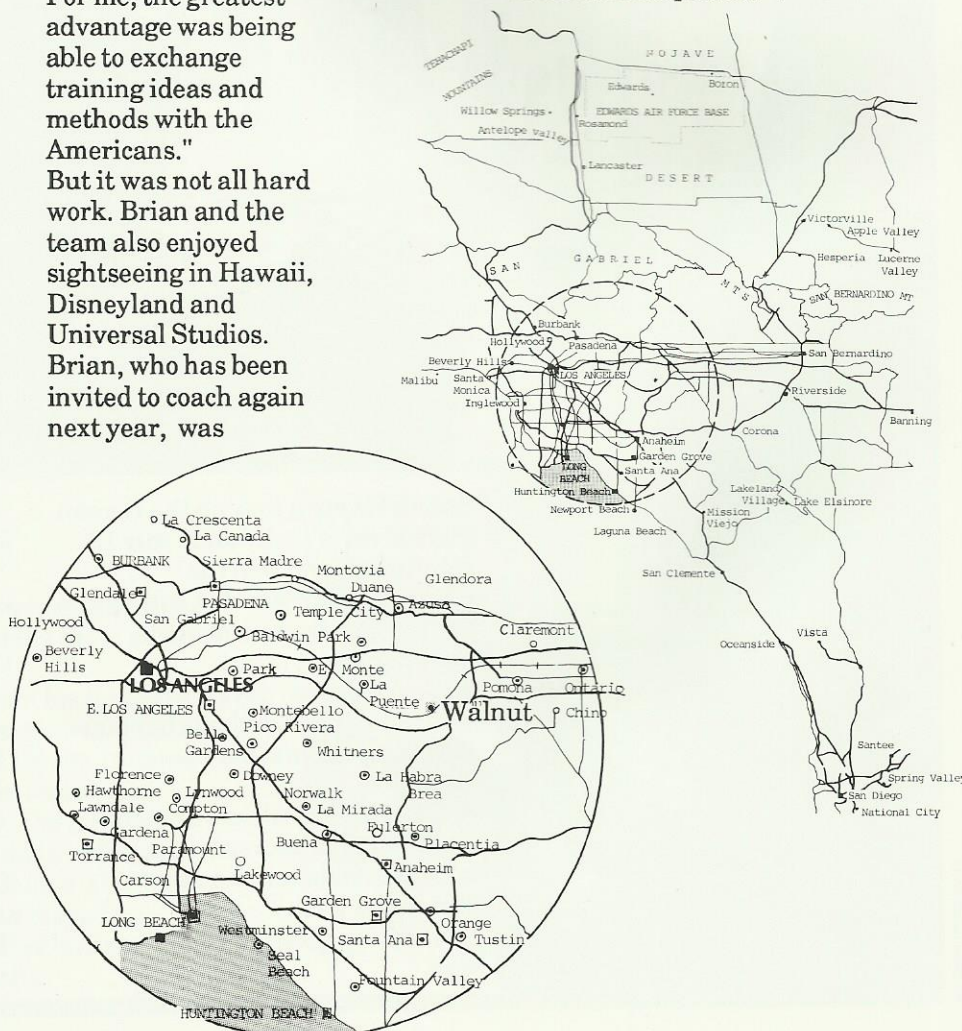 For me, the greatest
advantage was being
able to exchange
training ideas and
methods with the
Americans."
But it was not all hard
work. Brian and the
team also enjoyed
sightseeing in Hawaii,
Disneyland and
Universal Studios.
Brian, who has been
invited to coach again
next year, was
TEHACHAPI
MOUNTAINS
MOJAVE
Edwards
Boron
Willow Springs
EDWARDS AIR FORCE BASE
Rosamond
Antelope Valley
Lancaster
DESERT
Victorville
Apple Valley
Hesperia
Lucerne
Valley
SAN
GABRIEL
MTS
SAN BERNARDINO MT
Burbank
Hollywood
Pasadena
Beverly Hills
LOS ANGELES
San Bernardino
Malibu
Santa
Monica
Inglewood
Riverside
Banning
Anaheim
Corona
Garden Grove
LONG
BEACH
Santa Ana
Huntington Beach
Newport Beach
Lakeland
Village
Lake Elsinore
Mission
Viejo
Laguna Beach
San Clemente
Oceanside
Vista
Santee
Spring Valley
San Diego
National City
La Crescenta
La Canada
BURBANK
Sierra Madre
Montovia
Glendora
Glendale
Duane
PASADENA
Azusa
San Gabriel
Temple City
Hollywood
Baldwin Park
Claremont
Beverly
Hills
Park
E. Monte
LOS ANGELES
La
Puente
Pomona
Ontario
E. LOS ANGELES
Walnut
Chino
Montebello
Bell
Gardens
Pico Rivera
Whitners
Florence
Downey
La Habra
Hawthorne
Lynwood
Norwalk
Brea
Lawndale
Compton
La Mirada
Gardena
Fulerton
Buena
Placentia
Torrance
Paramount
Anaheim
Carson
Lakewood
Garden Grove
LONG BEACH
Orange
Westminster
Santa Ana
Tustin
Seal
Beach
Fountain Valley
HUNTINGTON BEACH